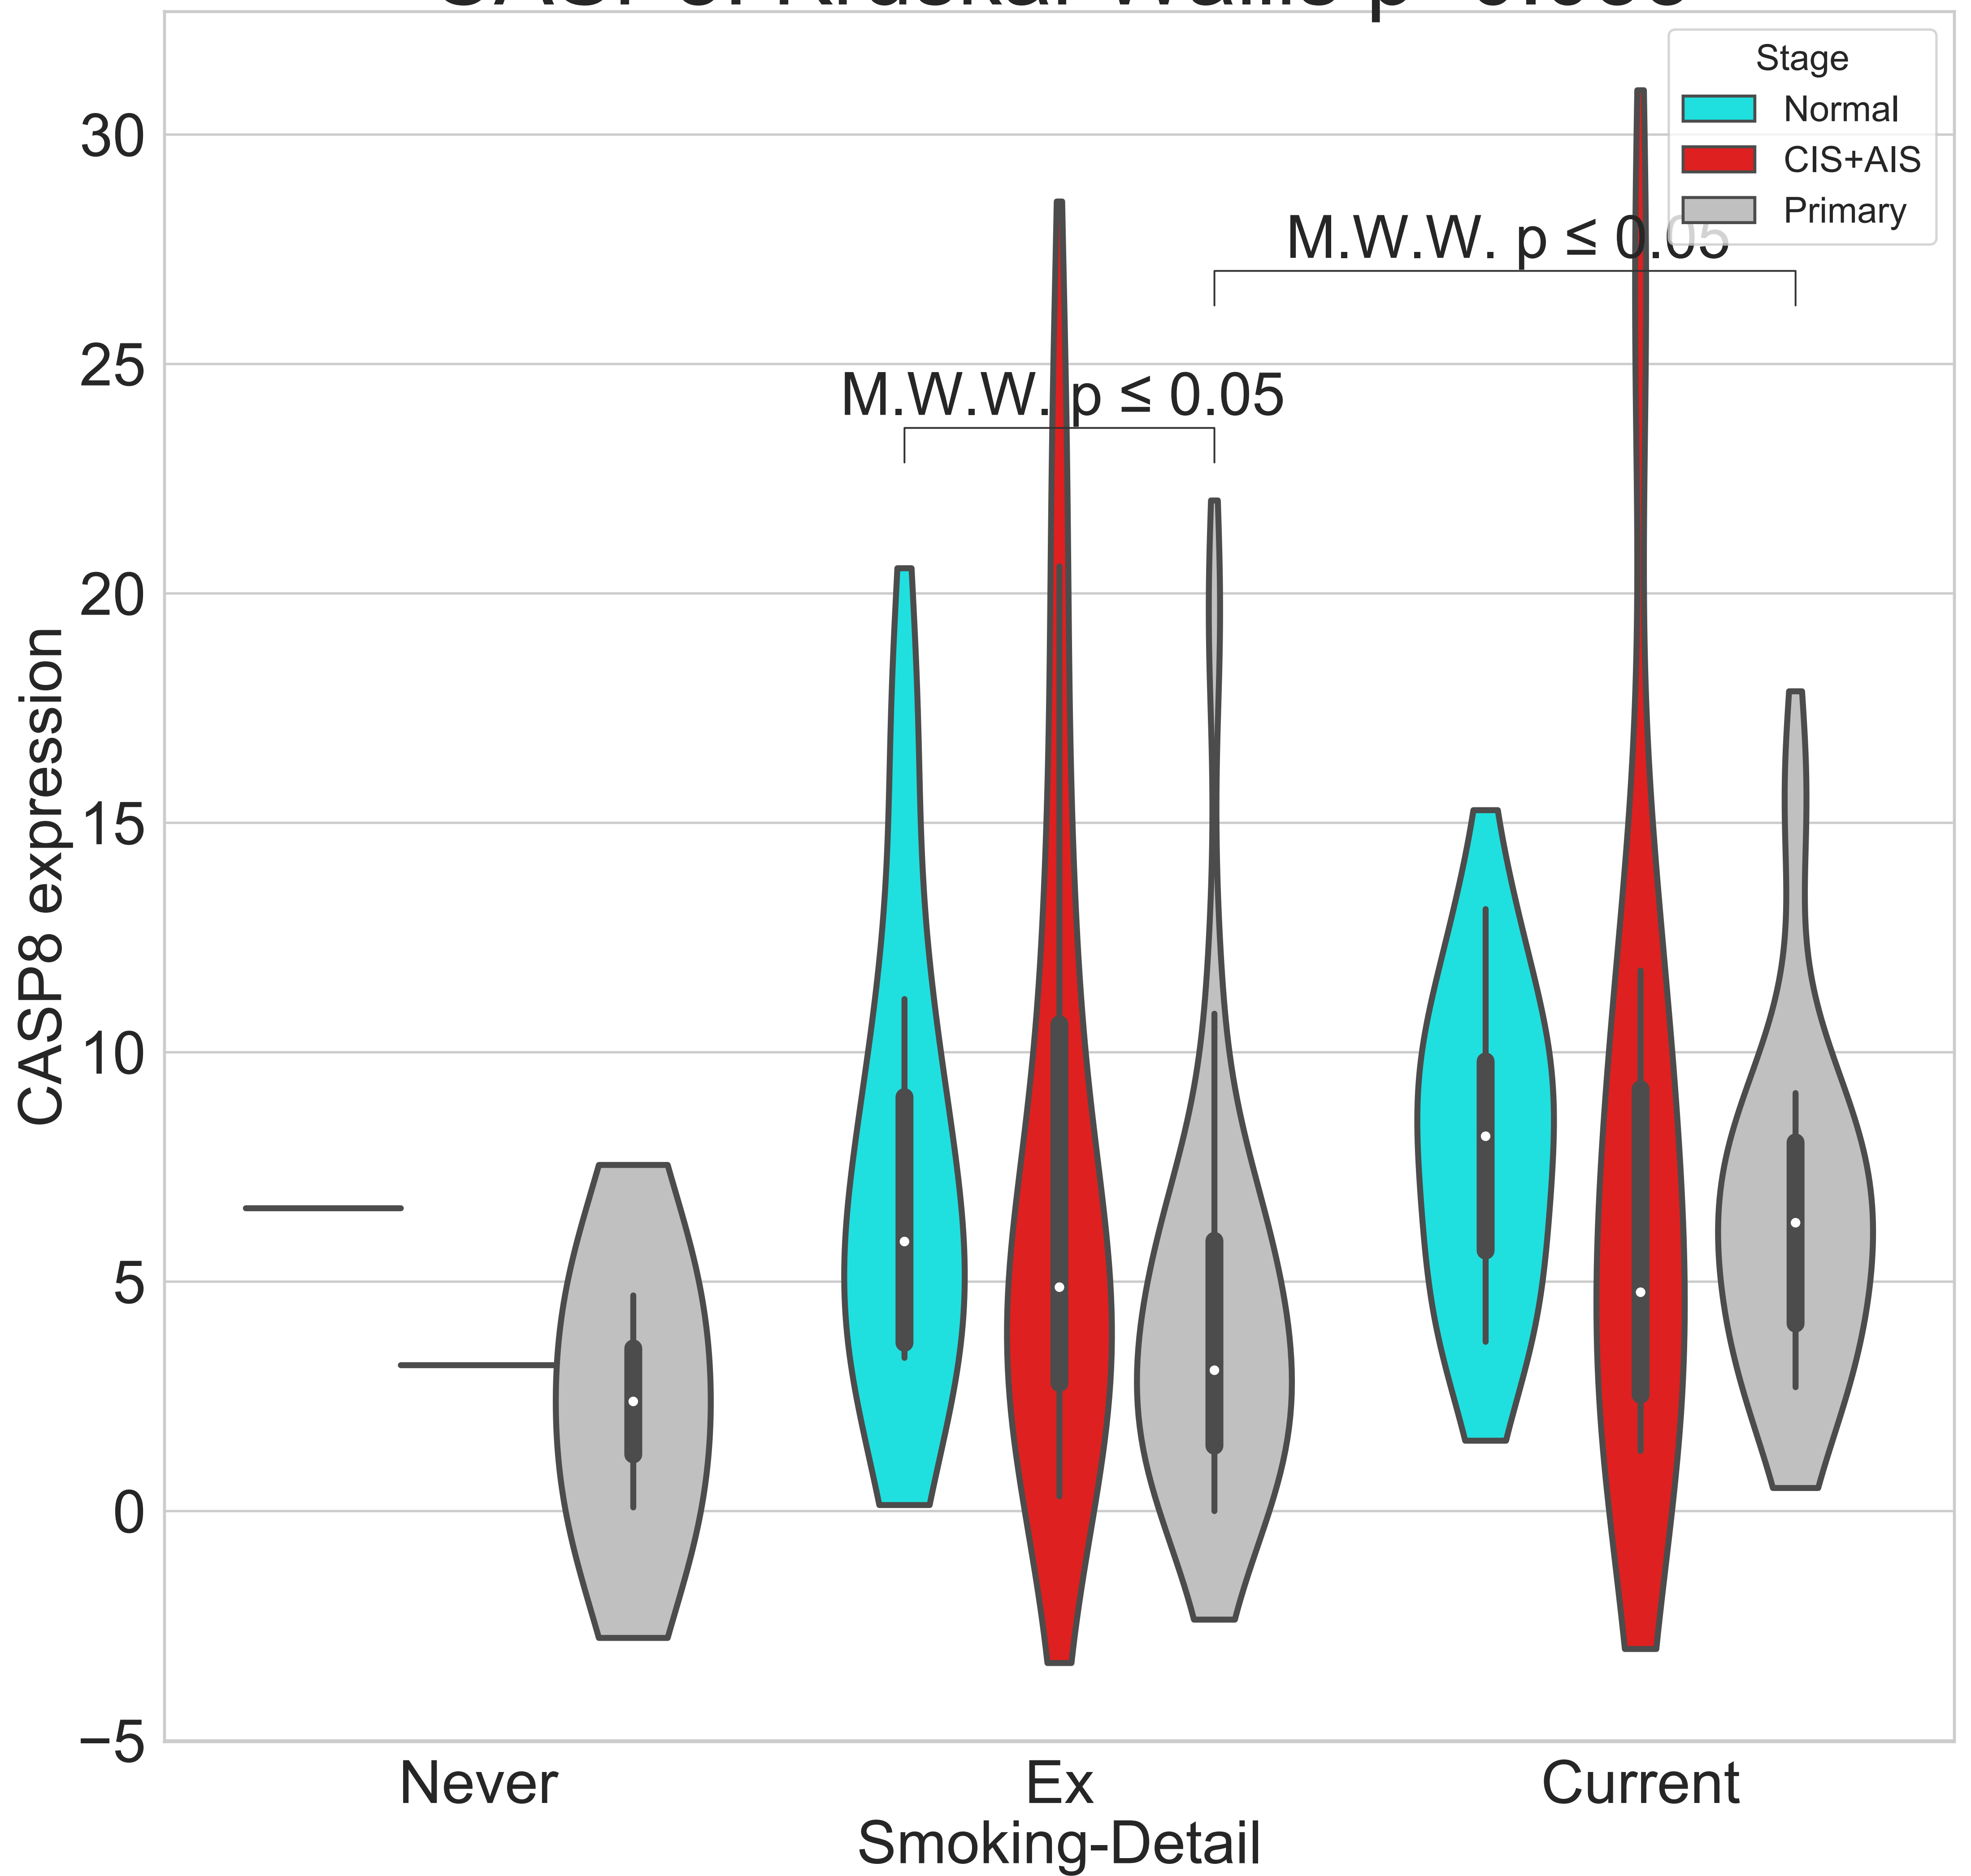 Stage
Normal
CIS+AIS
Primary
M.W.W. p ≤ 0.05
M.W.W. p ≤ 0.05
30
25
20
15
10
5
0
−5
CASP8 expression
Never
Ex
Current
Smoking-Detail